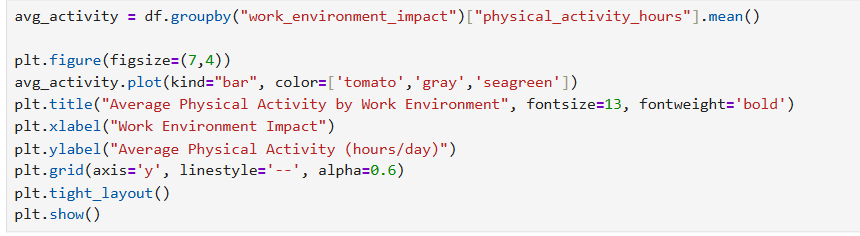 avg_activity = df.groupby("work_environment_impact")["physical_activity_hours"].mean()
plt.figure(figsize=(7,4))
avg_activity.plot(kind="bar", color=['tomato','gray','seagreen'])
plt.title("Average Physical Activity by Work Environment", fontsize=13, fontweight='bold')
plt.xlabel("Work Environment Impact")
plt.ylabel("Average Physical Activity (hours/day)")
plt.grid(axis='y', linestyle='--', alpha=0.6)
plt.tight_layout()
plt.show()